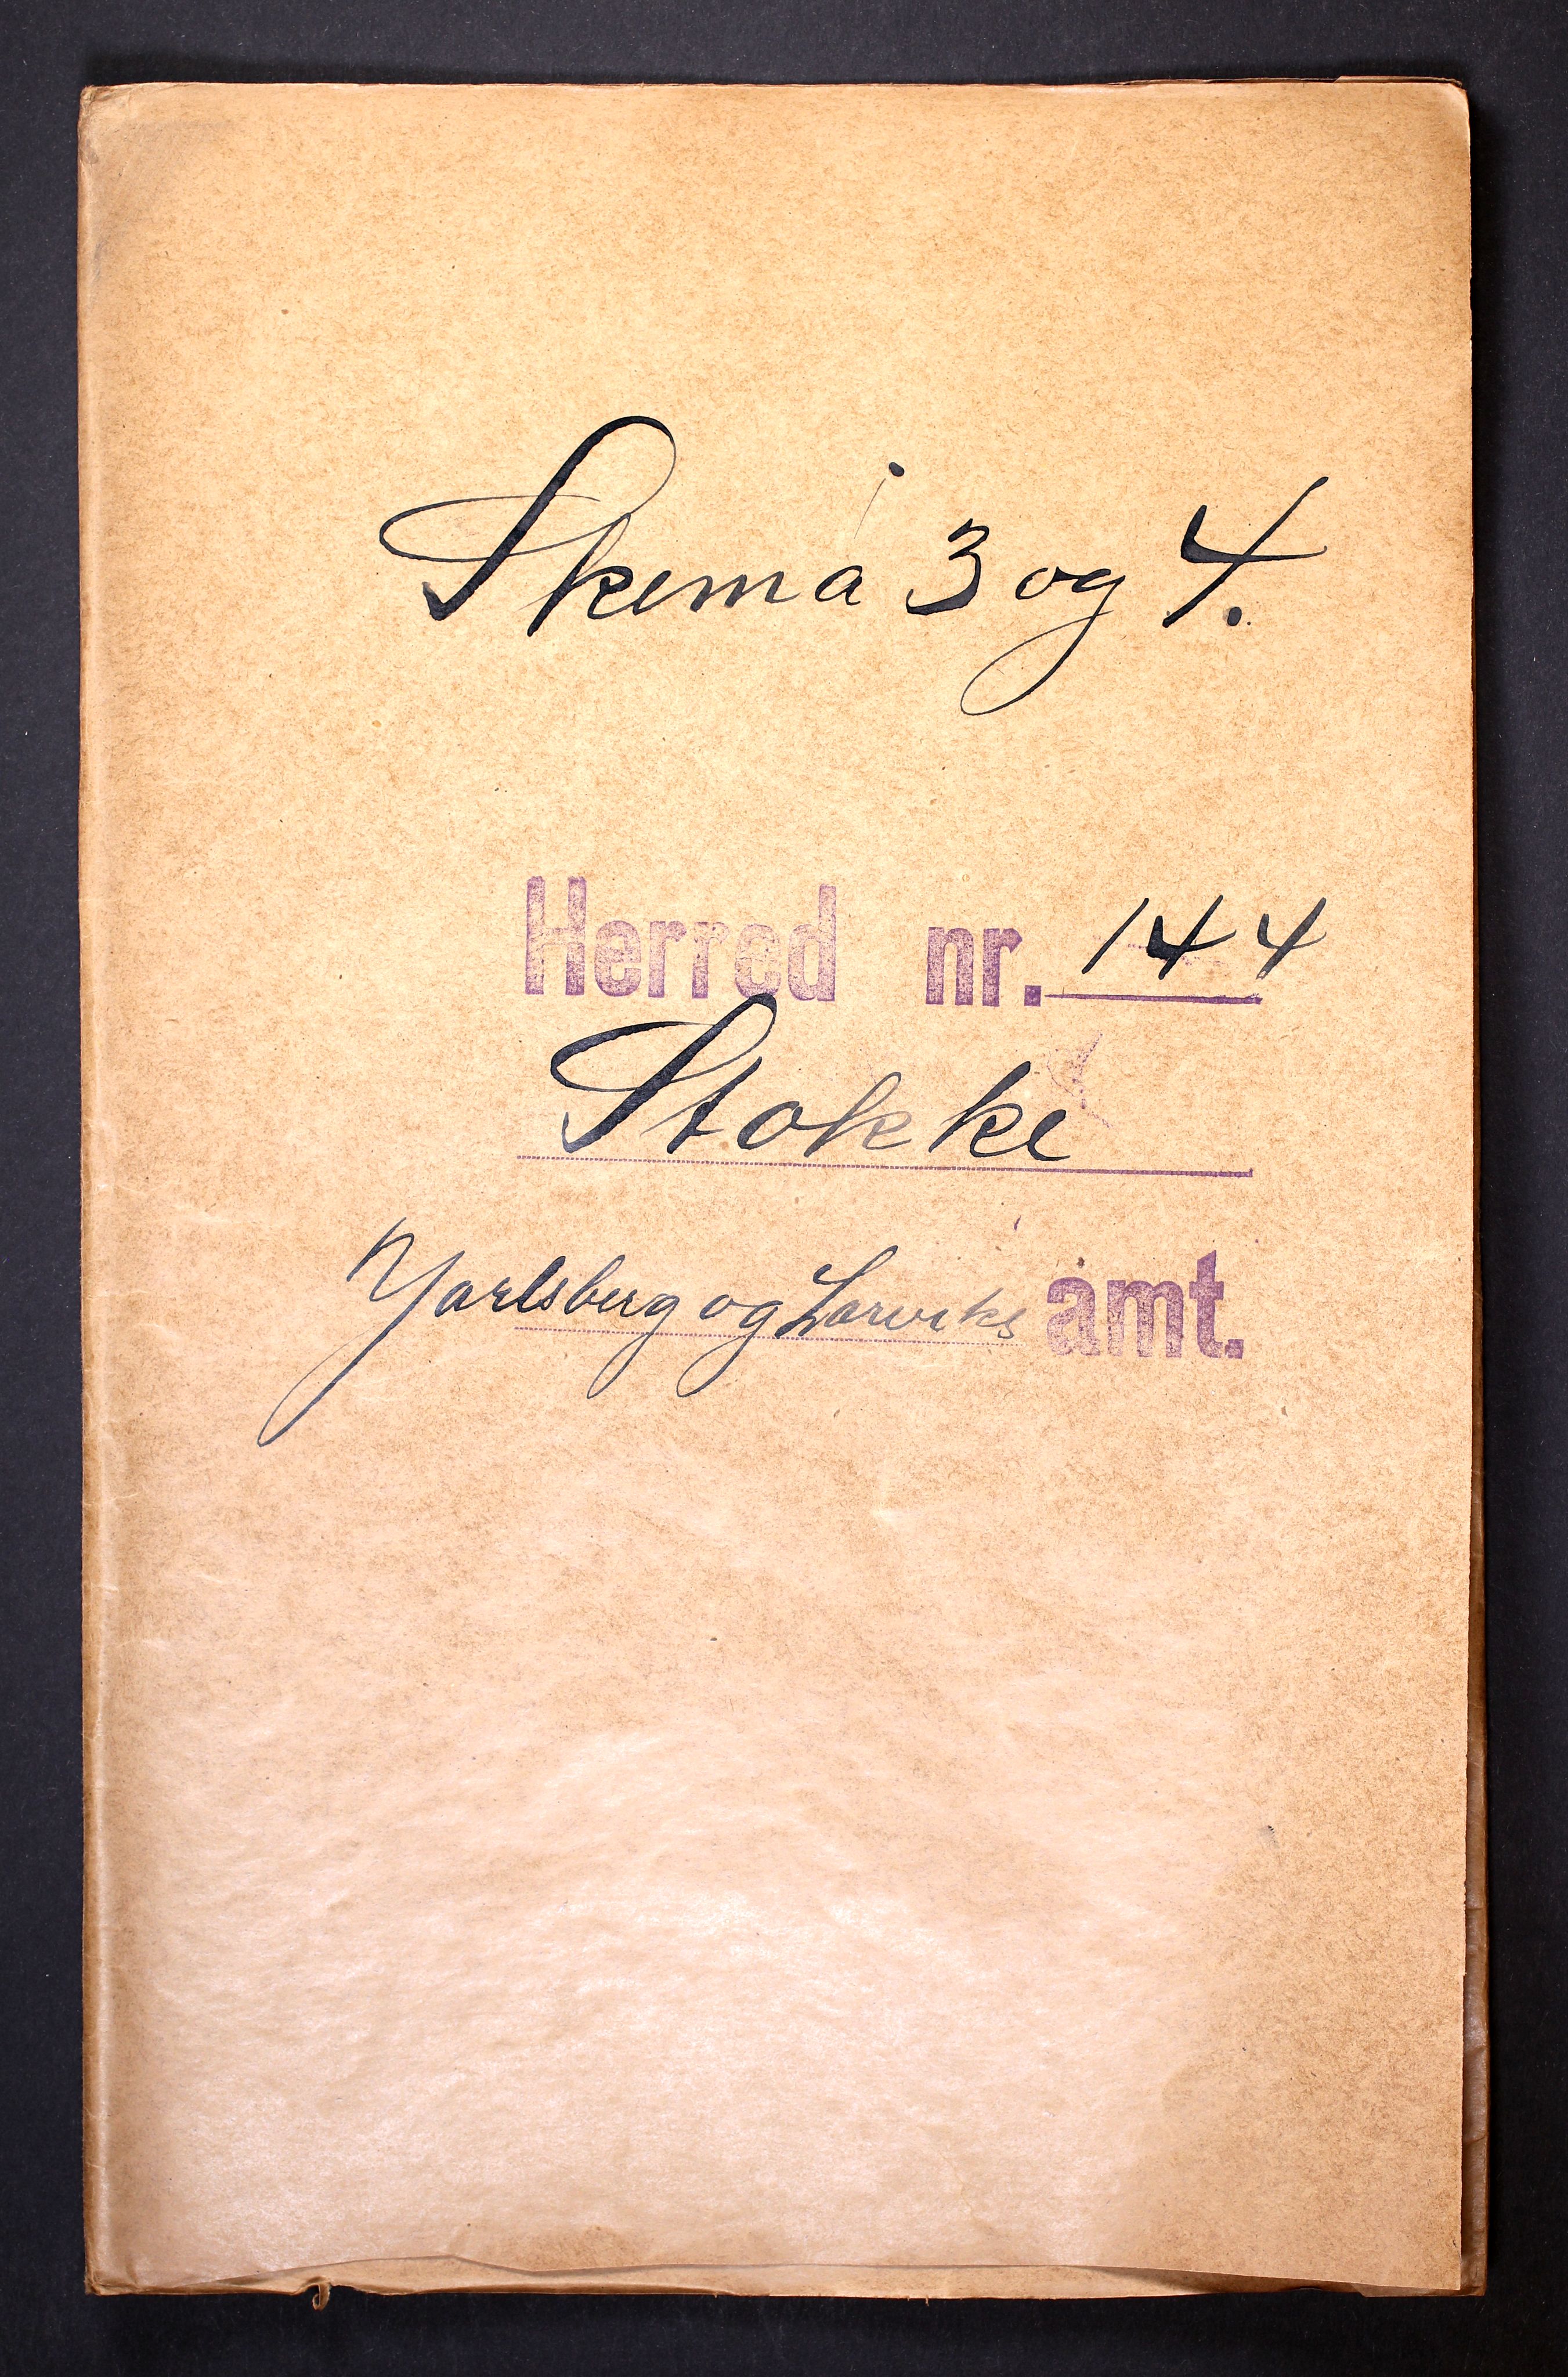 Skema 3 og 4.
Herred nr. 144
Stokke
Jarlsberg og Larviks amt.